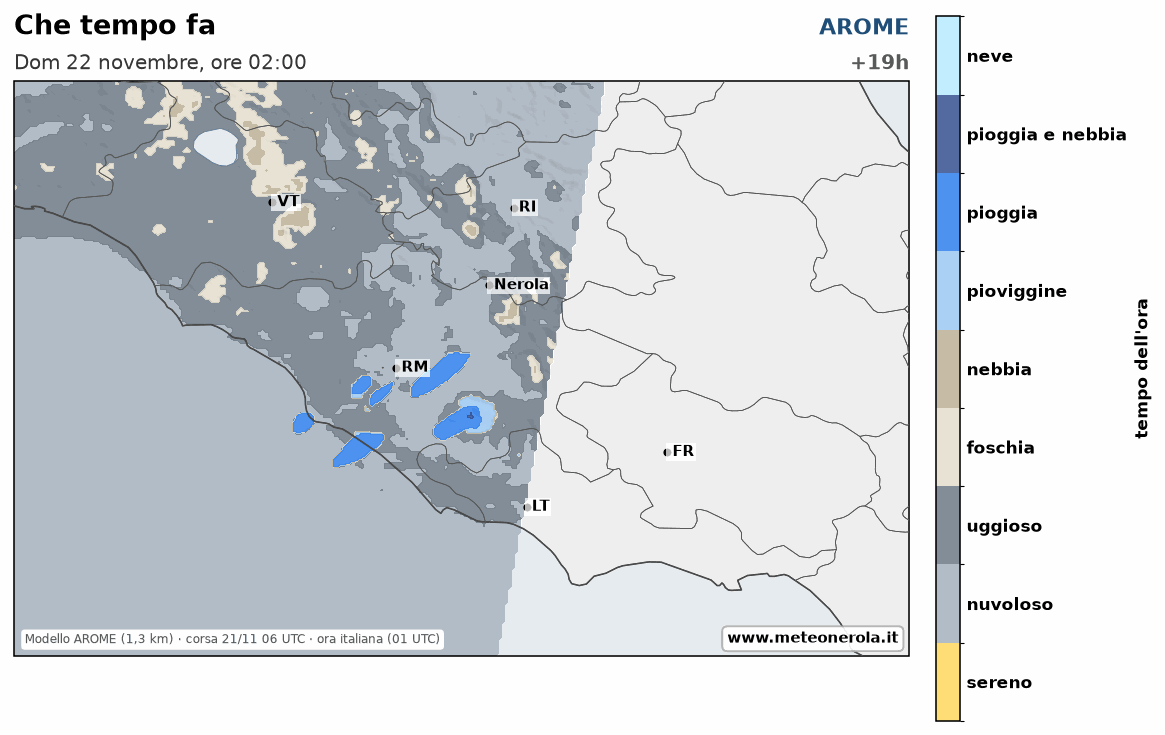 Che tempo fa
AROME
Dom 22 novembre, ore 02:00
+19h
VT
RI
Nerola
RM
FR
LT
Modello AROME (1,3 km) · corsa 21/11 06 UTC · ora italiana (01 UTC)
www.meteonerola.it
neve
pioggia e nebbia
pioggia
pioviggine
nebbia
foschia
uggioso
nuvoloso
sereno
tempo dell'ora